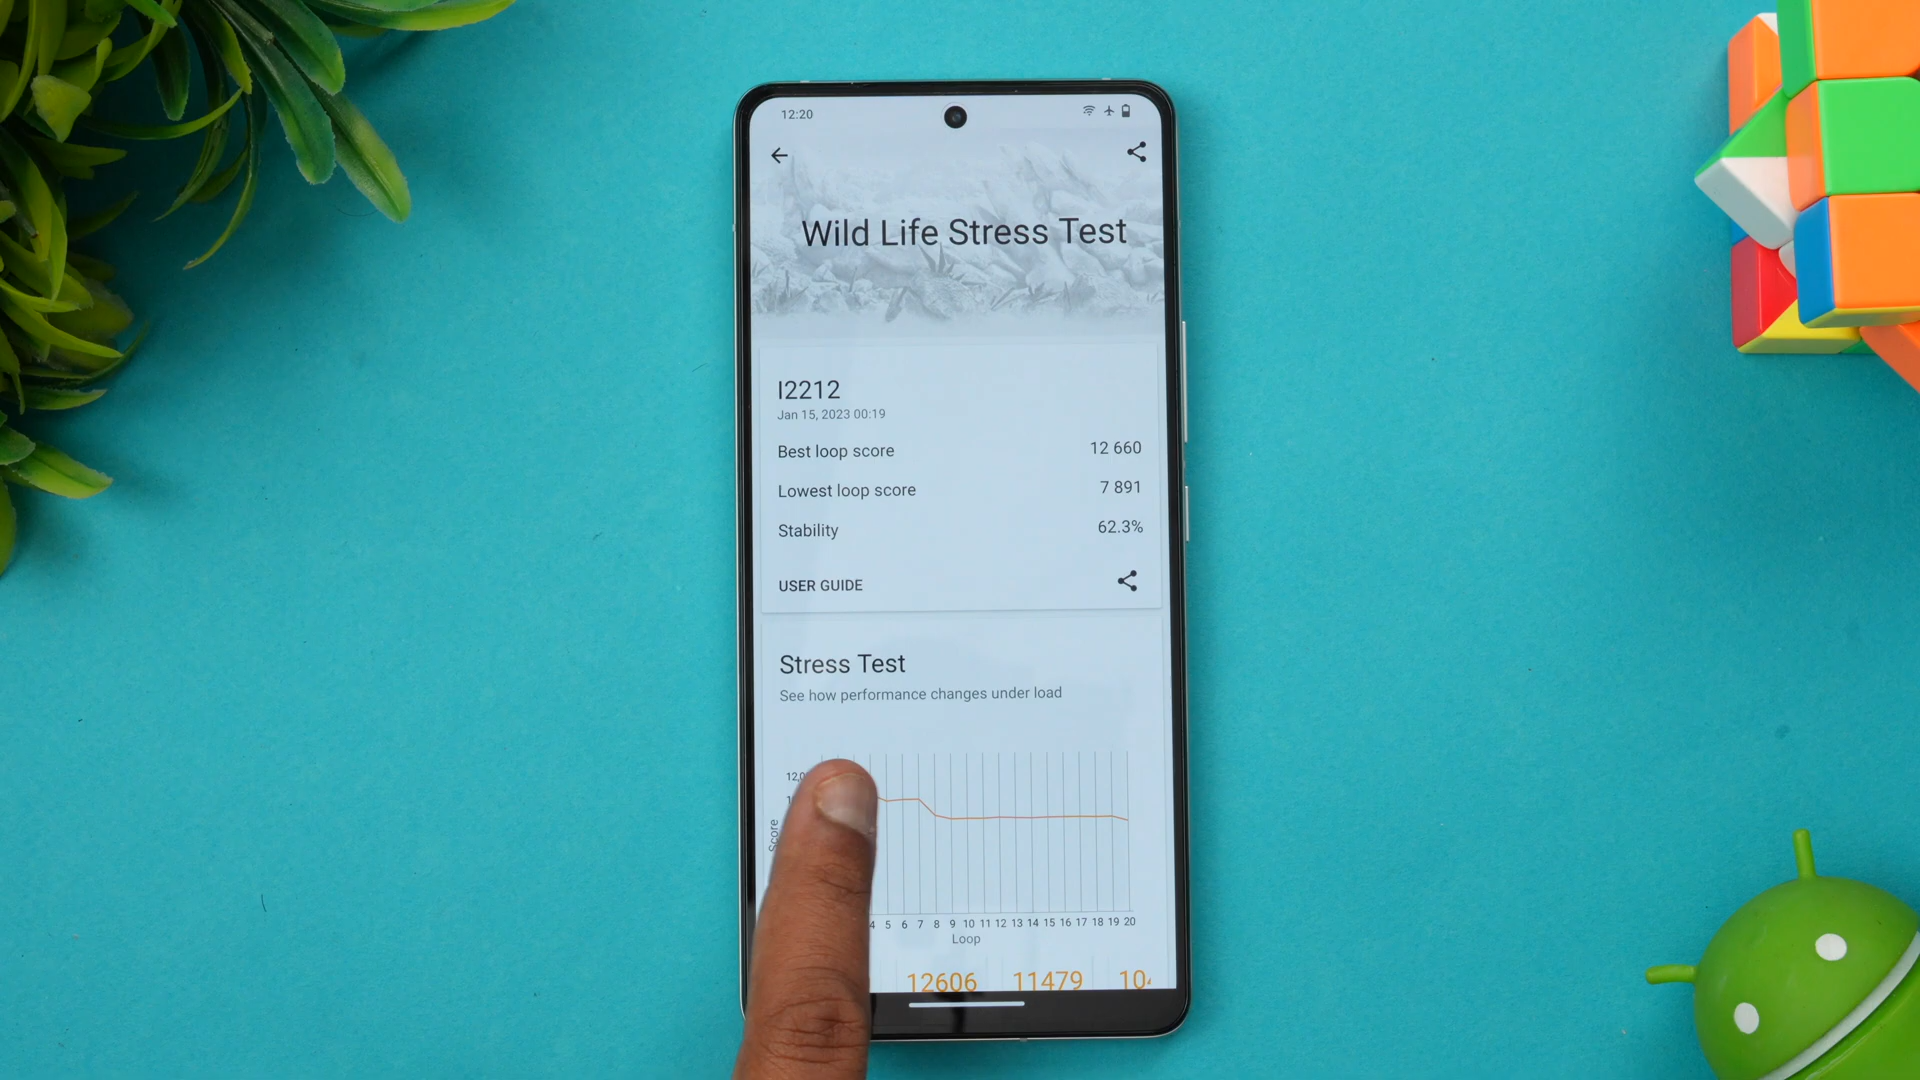 12:20
Wild Life Stress Test
I2212
Jan 15, 2023 00:19
Best loop score 12 660
Lowest loop score 7 891
Stability 62.3%
USER GUIDE
Stress Test
See how performance changes under load
Score
4 5 6 7 8 9 10 11 12 13 14 15 16 17 18 19 20
Loop
12606 11479